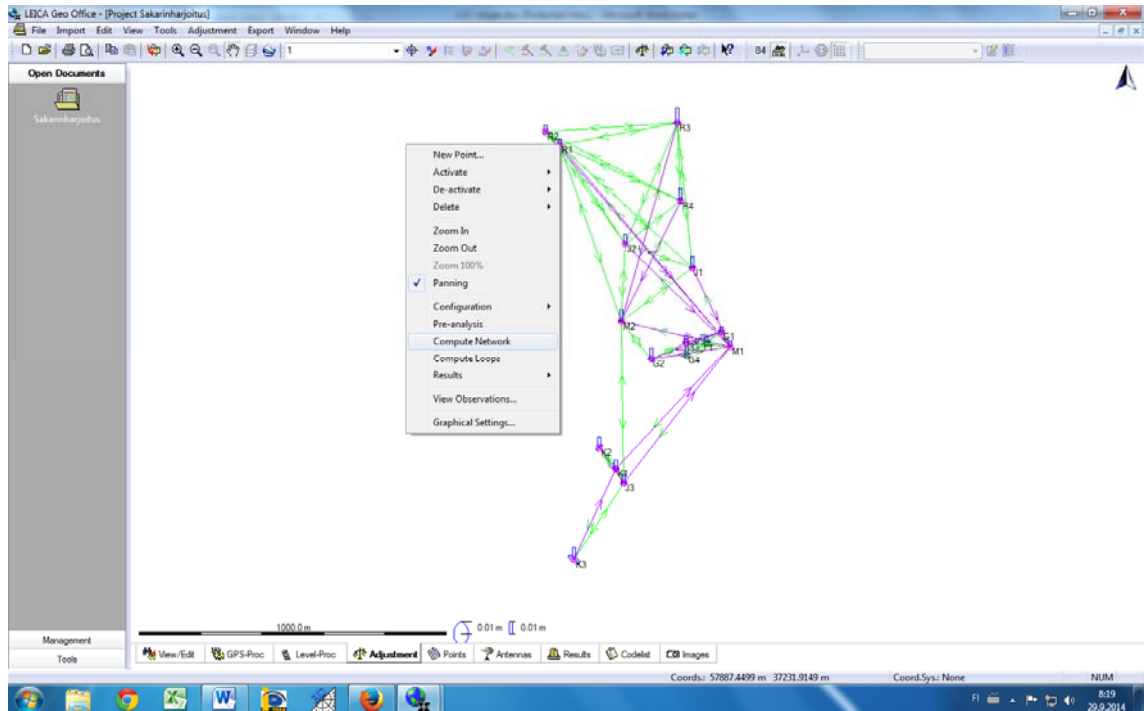 LEICA Geo Office - [Project Sakarinharjoitus]
File Import Edit View Tools Adjustment Export Window Help
1
84
Open Documents
Sakarinharjoitus
New Point...
Activate
De-activate
Delete
Zoom In
Zoom Out
Zoom 100%
Panning
Configuration
Pre-analysis
Compute Network
Compute Loops
Results
View Observations...
Graphical Settings...
R2
R1
R3
R4
J2
J1
M2
G1
M1
G2
G4
K2
J3
K3
1000.0 m
0.01 m
0.01 m
Management
Tools
View/Edit
GPS-Proc
Level-Proc
Adjustment
Points
Antennas
Results
Codelist
Images
Coords.: 57887.4499 m 37231.9149 m
Coord.Sys.: None
NUM
FI
8:19
29.9.2014